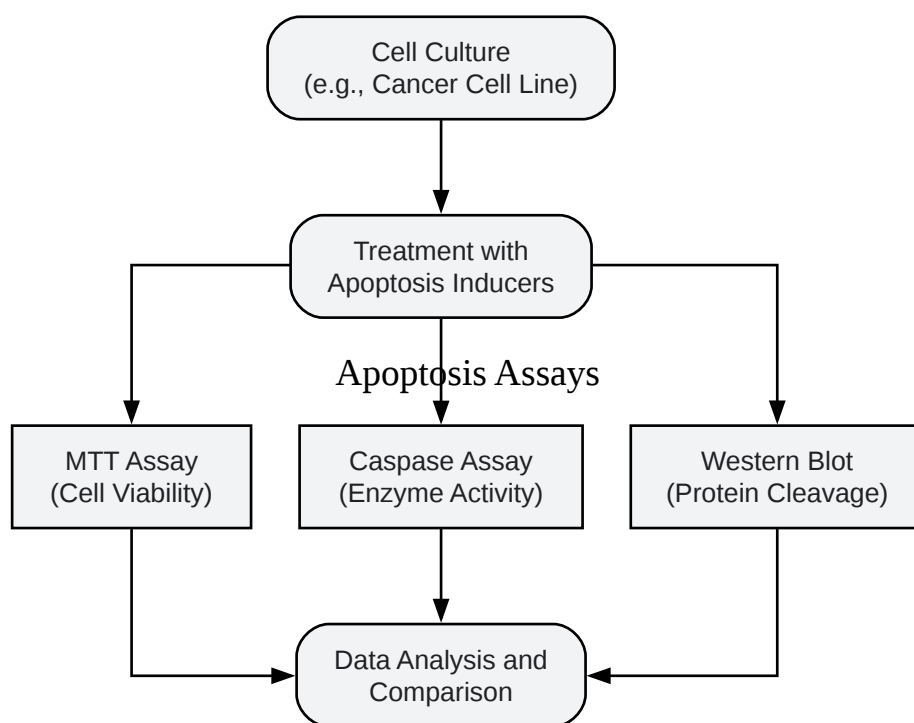 Cell Culture
(e.g., Cancer Cell Line)
Treatment with
Apoptosis Inducers
Apoptosis Assays
MTT Assay
(Cell Viability)
Caspase Assay
(Enzyme Activity)
Western Blot
(Protein Cleavage)
Data Analysis and
Comparison